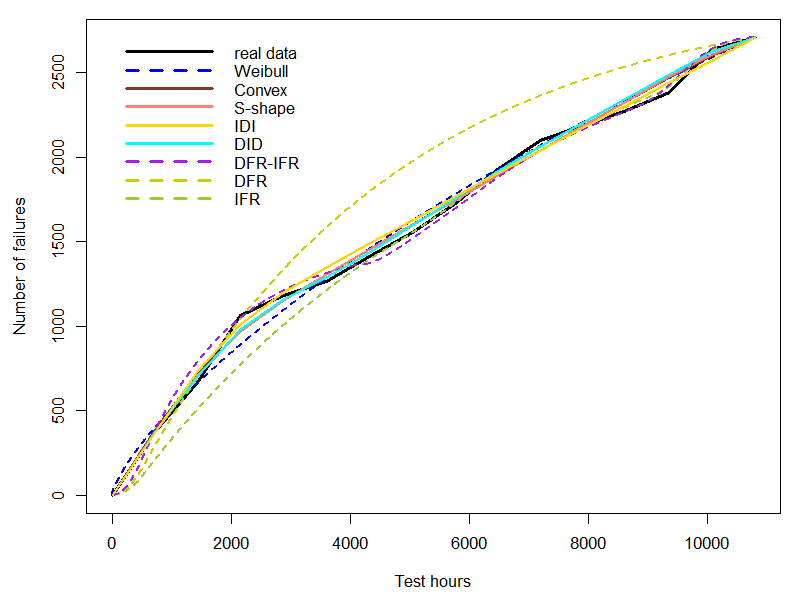 real data
Weibull
Convex
S-shape
IDI
DID
DFR-IFR
DFR
IFR
Number of failures
2500
2000
1500
1000
500
0
0 2000 4000 6000 8000 10000
Test hours